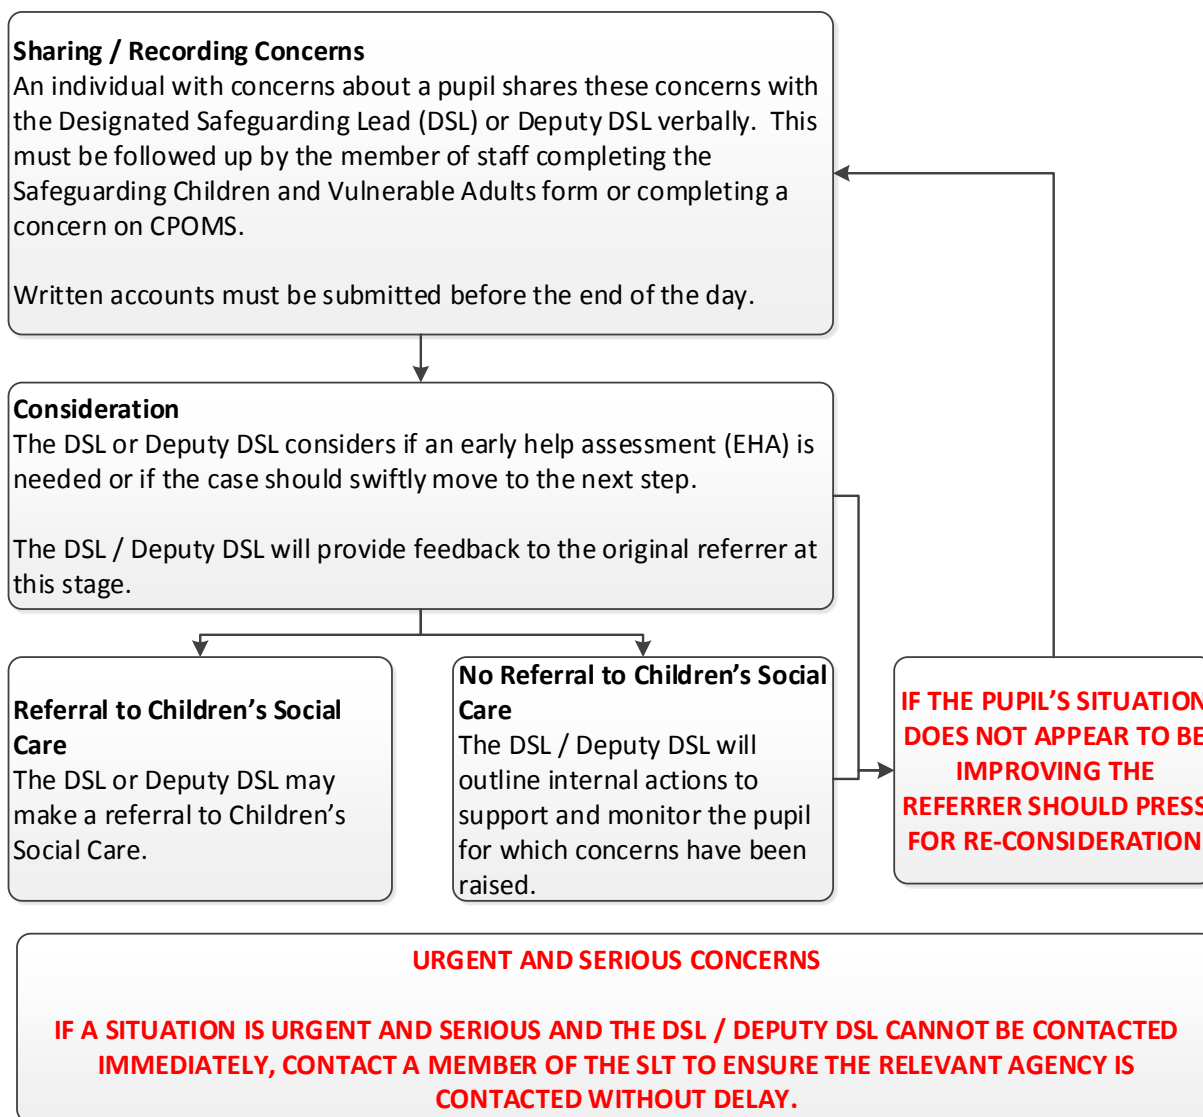 Sharing / Recording Concerns
An individual with concerns about a pupil shares these concerns with
the Designated Safeguarding Lead (DSL) or Deputy DSL verbally.  This
must be followed up by the member of staff completing the
Safeguarding Children and Vulnerable Adults form or completing a
concern on CPOMS.
Written accounts must be submitted before the end of the day.
Consideration
The DSL or Deputy DSL considers if an early help assessment (EHA) is
needed or if the case should swiftly move to the next step.
The DSL / Deputy DSL will provide feedback to the original referrer at
this stage.
Referral to Children’s Social
Care
The DSL or Deputy DSL may
make a referral to Children’s
Social Care.
No Referral to Children’s Social
Care
The DSL / Deputy DSL will
outline internal actions to
support and monitor the pupil
for which concerns have been
raised.
IF THE PUPIL’S SITUATION
DOES NOT APPEAR TO BE
IMPROVING THE
REFERRER SHOULD PRESS
FOR RE-CONSIDERATION
URGENT AND SERIOUS CONCERNS
IF A SITUATION IS URGENT AND SERIOUS AND THE DSL / DEPUTY DSL CANNOT BE CONTACTED
IMMEDIATELY, CONTACT A MEMBER OF THE SLT TO ENSURE THE RELEVANT AGENCY IS
CONTACTED WITHOUT DELAY.